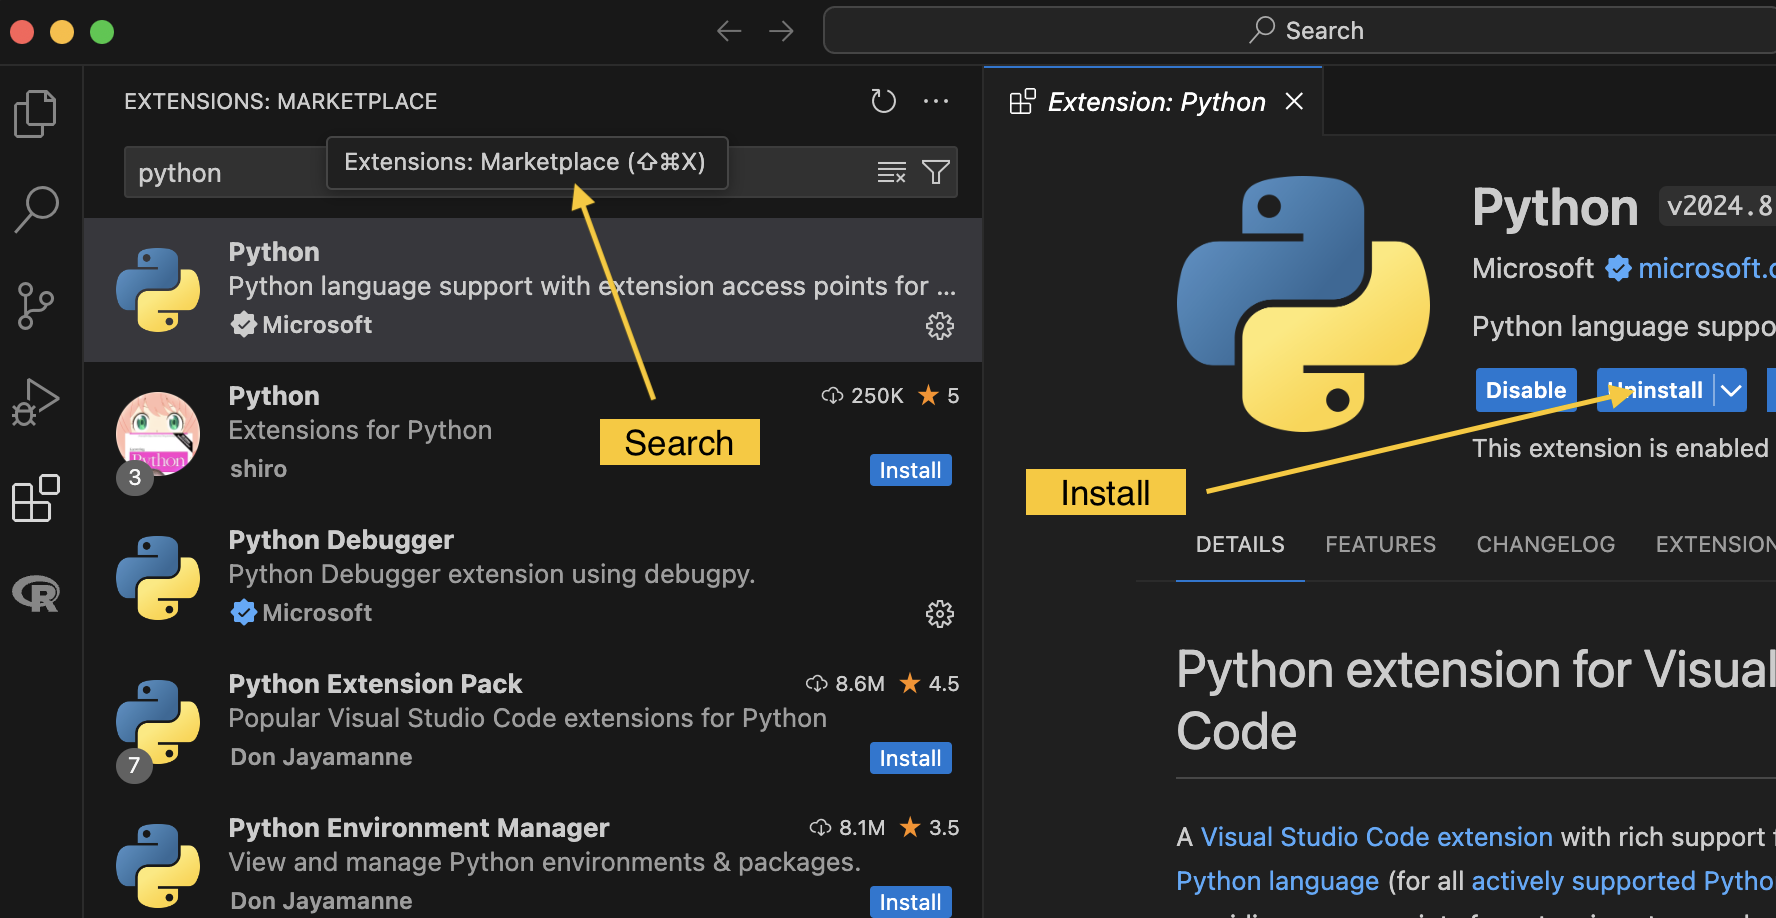 Search
EXTENSIONS: MARKETPLACE
python
Extensions: Marketplace (⇧⌘X)
Python
Python language support with extension access points for ...
Microsoft
Python
250K ★ 5
Extensions for Python
shiro
Install
Python
3
Python Debugger
Python Debugger extension using debugpy.
Microsoft
Python Extension Pack
8.6M ★ 4.5
Popular Visual Studio Code extensions for Python
Don Jayamanne
Install
7
Python Environment Manager
8.1M ★ 3.5
View and manage Python environments & packages.
Don Jayamanne
Install
Search
R
Extension: Python
Python v2024.8
Microsoft microsoft.
Python language suppo
Disable Uninstall
This extension is enabled
Install
DETAILS FEATURES CHANGELOG EXTENSION
Python extension for Visual
Code
A Visual Studio Code extension with rich support
Python language (for all actively supported Pytho